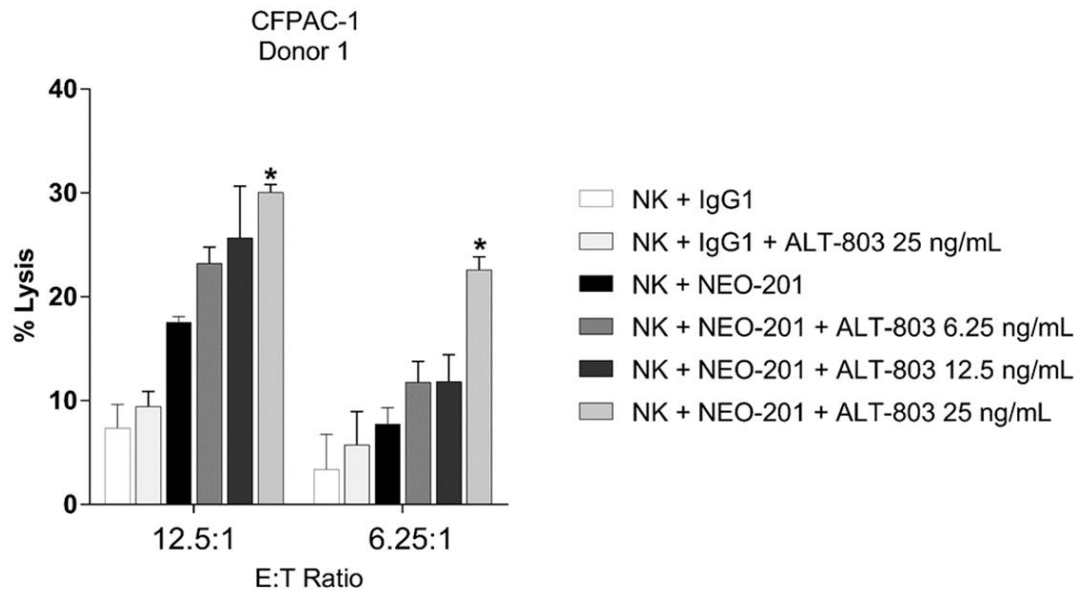 CFPAC-1
Donor 1
% Lysis
40
30
20
10
0
*
*
12.5:1
6.25:1
E:T Ratio
NK + IgG1
NK + IgG1 + ALT-803 25 ng/mL
NK + NEO-201
NK + NEO-201 + ALT-803 6.25 ng/mL
NK + NEO-201 + ALT-803 12.5 ng/mL
NK + NEO-201 + ALT-803 25 ng/mL